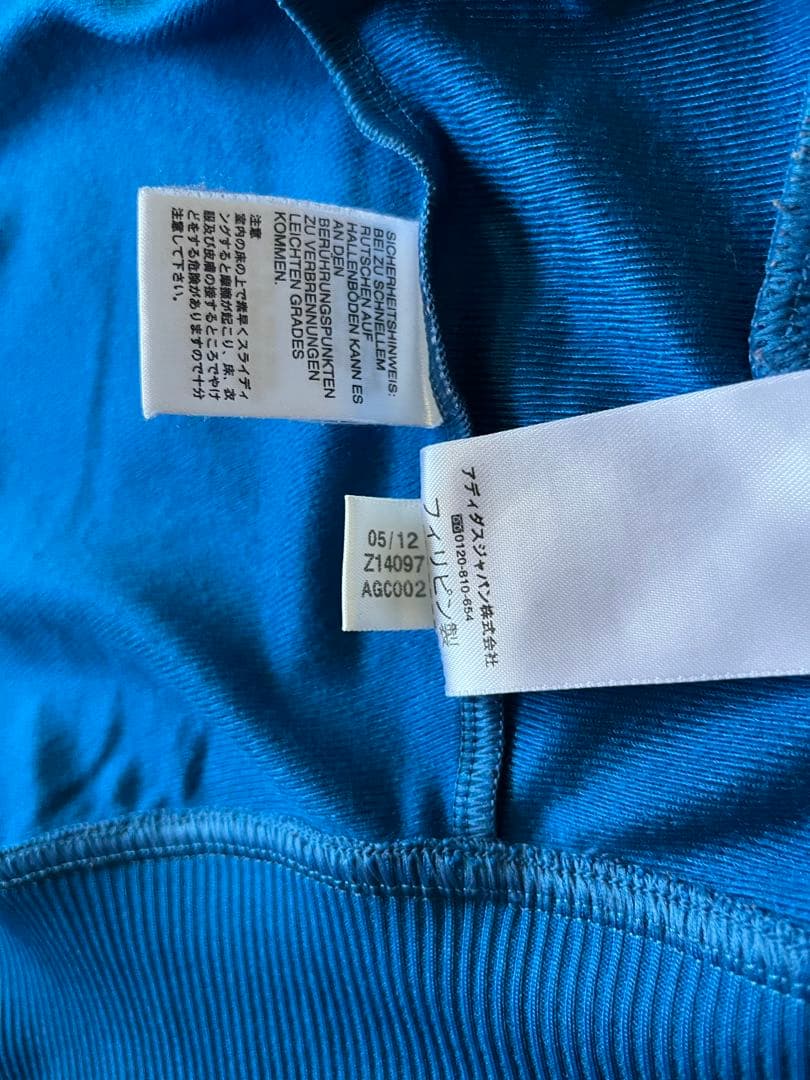 SICHERHEITSHINWEIS:
BEI ZU SCHNELLEM
RUTSCHEN AUF
HALLENBÖDEN KANN ES
AN DEN
BERÜHRUNGSPUNKTEN
ZU VERBRENNUNGEN
LEICHTEN GRADES
KOMMEN.
注意
室内の床の上で素早くスライディ
ングすると摩擦が起こり、床、衣
服及び皮膚の接するところでやけ
どをする危険がありますので十分
注意して下さい。
05/12
Z14097
AGC002
アディダスジャパン株式会社
0120-810-654
フィリピン製